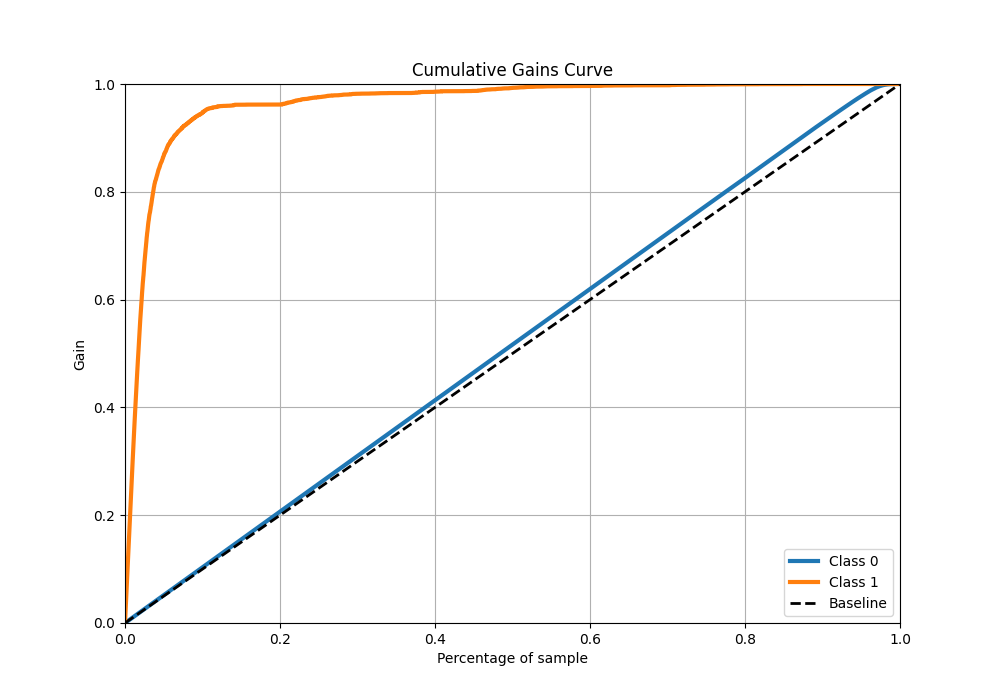 Cumulative Gains Curve
1.0
0.8
0.6
0.4
0.2
0.0
Gain
0.0 0.2 0.4 0.6 0.8 1.0
Percentage of sample
Class 0
Class 1
Baseline